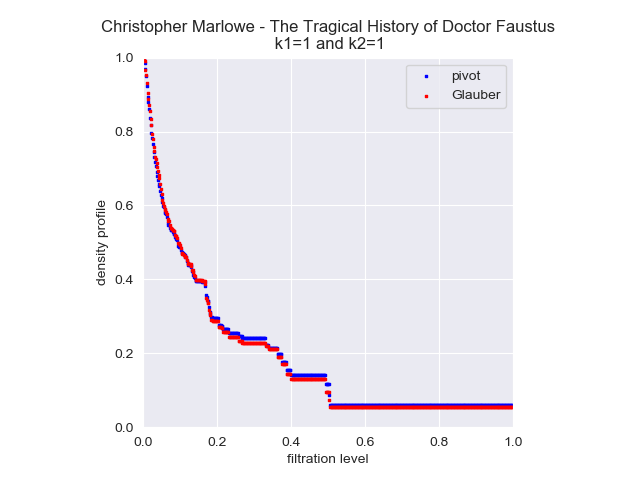 Christopher Marlowe - The Tragical History of Doctor Faustus
k1=1 and k2=1
1.0
pivot
Glauber
0.8
0.6
density profile
0.4
0.2
0.0
0.0 0.2 0.4 0.6 0.8 1.0
filtration level